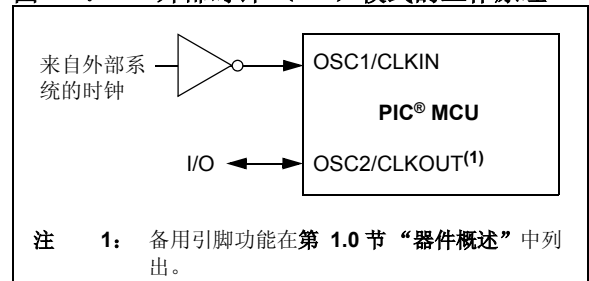 来自外部系
统的时钟
OSC1/CLKIN
PIC® MCU
I/O
OSC2/CLKOUT(1)
注 1： 备用引脚功能在第 1.0 节“器件概述”中列
出。